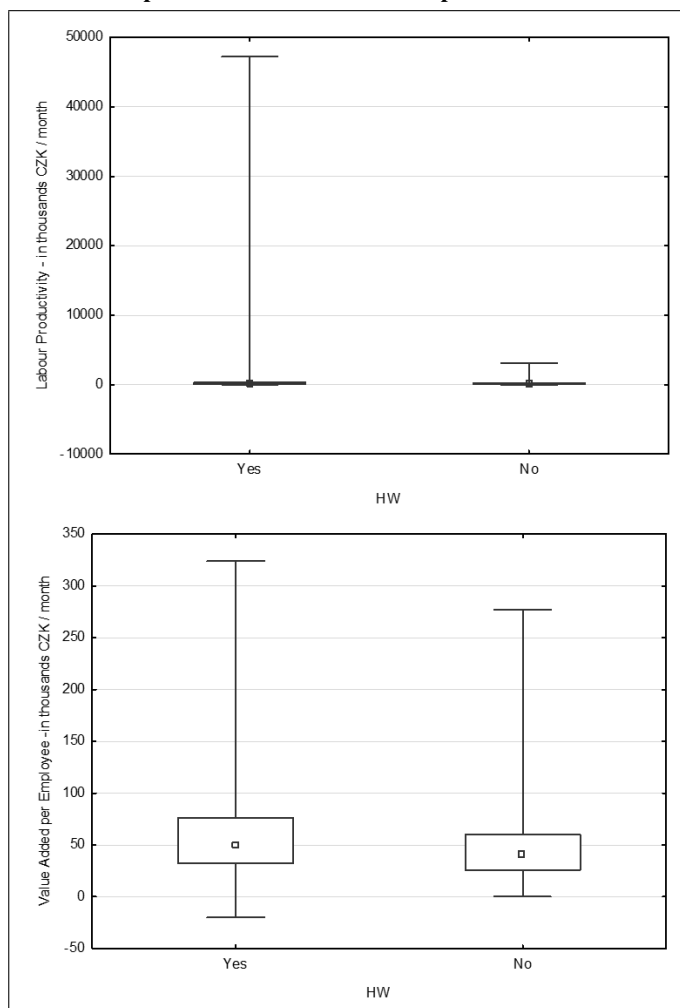 50000
40000
30000
20000
10000
0
-10000
Labour Productivity - in thousands CZK / month
Yes No
HW
350
300
250
200
150
100
50
0
-50
Value Added per Employee -in thousands CZK / month
Yes No
HW